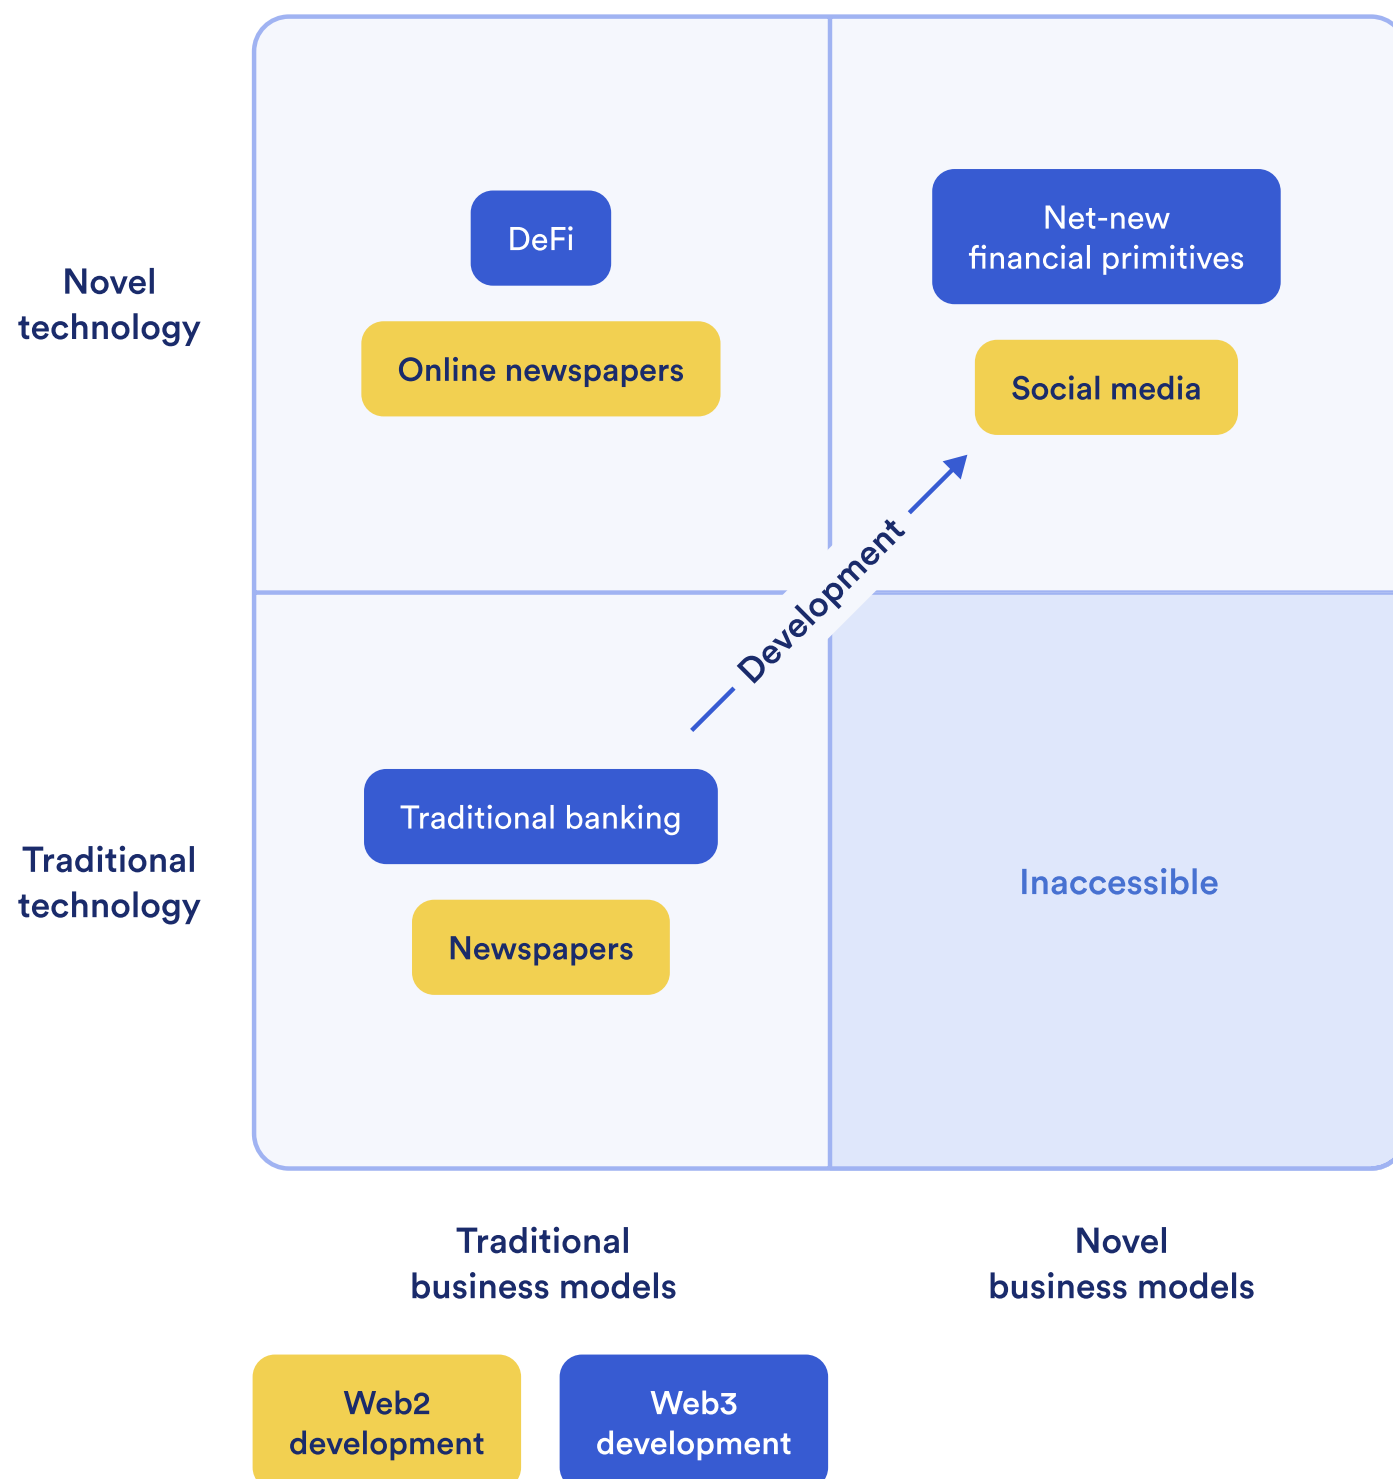 Novel
technology
DeFi
Online newspapers
Net-new
financial primitives
Social media
Development
Traditional
technology
Traditional banking
Newspapers
Inaccessible
Traditional
business models
Novel
business models
Web2
development
Web3
development